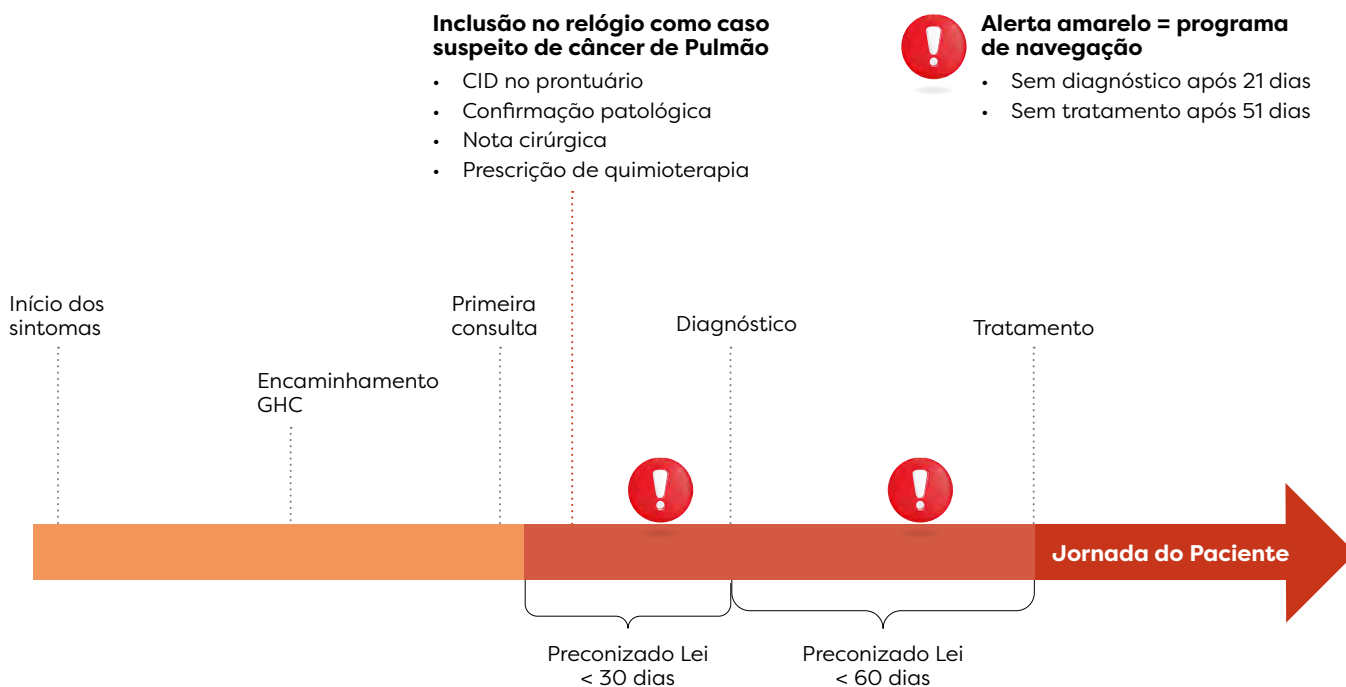 Inclusão no relógio como caso
suspeito de câncer de Pulmão
• CID no prontuário
• Confirmação patológica
• Nota cirúrgica
• Prescrição de quimioterapia
Alerta amarelo = programa
de navegação
• Sem diagnóstico após 21 dias
• Sem tratamento após 51 dias
Início dos
sintomas
Encaminhamento
GHC
Primeira
consulta
Diagnóstico
Tratamento
Jornada do Paciente
Preconizado Lei
< 30 dias
Preconizado Lei
< 60 dias